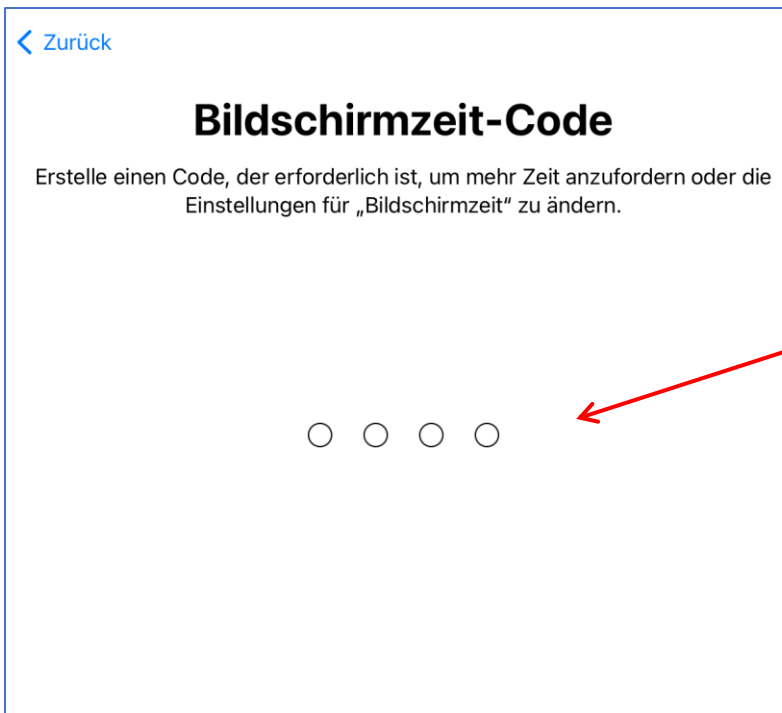 Zurück
Bildschirmzeit-Code
Erstelle einen Code, der erforderlich ist, um mehr Zeit anzufordern oder die
Einstellungen für „Bildschirmzeit“ zu ändern.